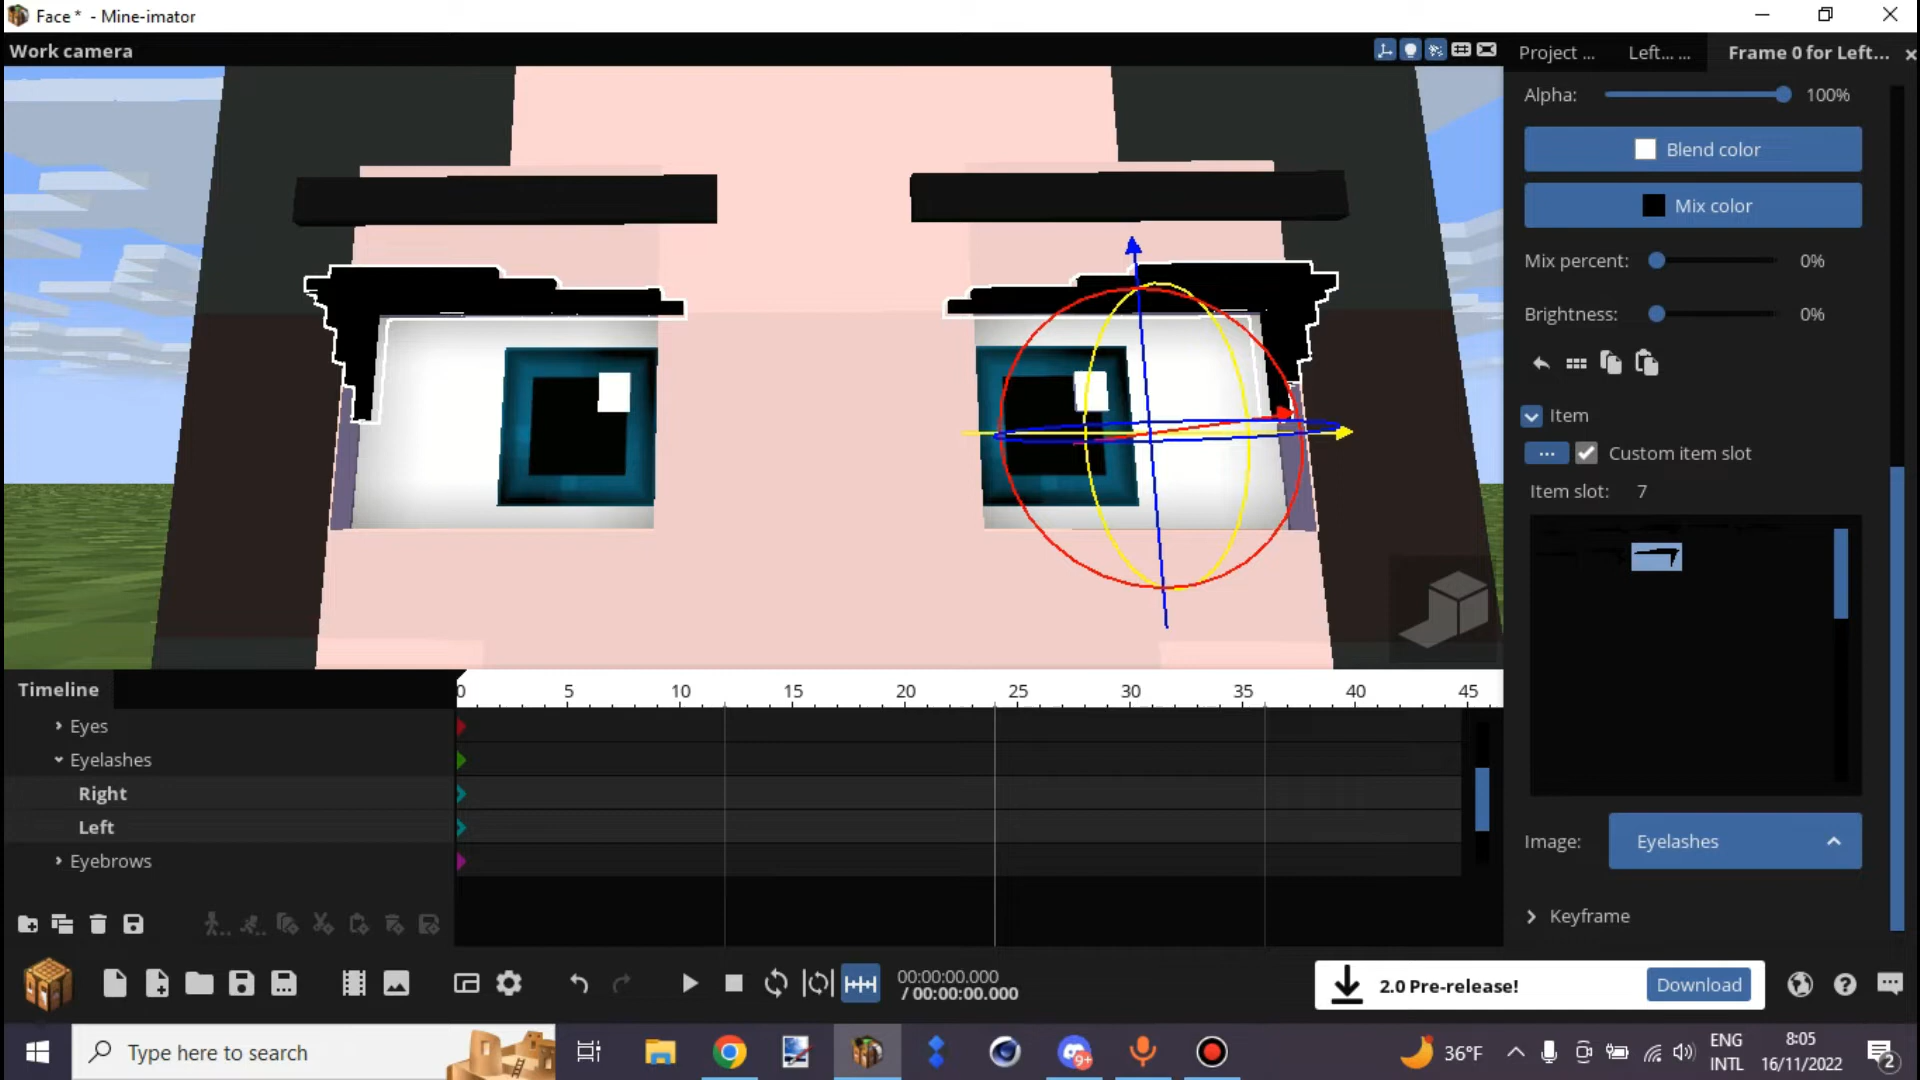 Face * - Mine-imator
Work camera
Project ...
Left... ...
Frame 0 for Left...
Alpha:
100%
Blend color
Mix color
Mix percent:
0%
Brightness:
0%
Item
Custom item slot
Item slot: 7
Image:
Eyelashes
Keyframe
Timeline
0 5 10 15 20 25 30 35 40 45
Eyes
Eyelashes
Right
Left
Eyebrows
00:00:00.000
/ 00:00:00.000
2.0 Pre-release!
Download
Type here to search
9+
36°F
ENG
INTL
8:05
16/11/2022
2